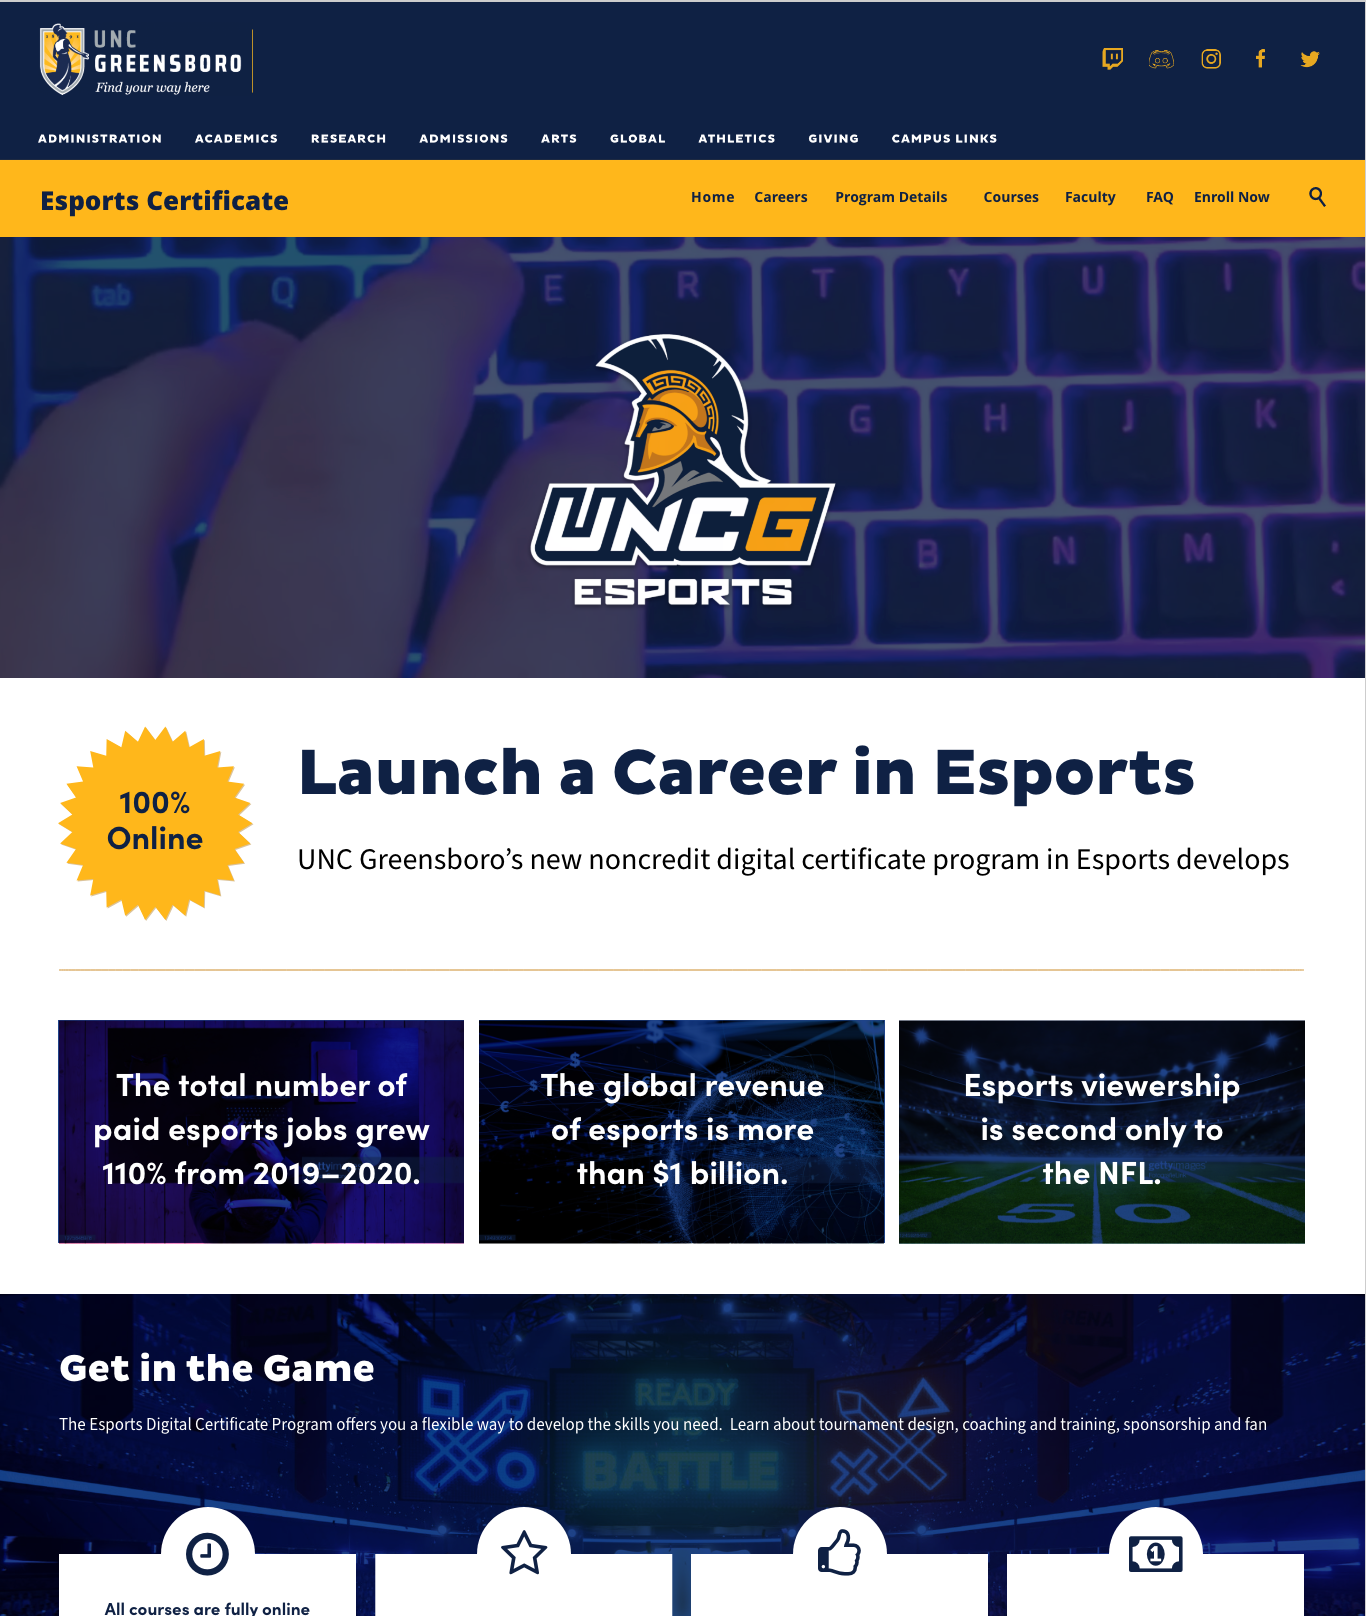 UNC
GREENSBORO
Find your way here
ADMINISTRATION ACADEMICS RESEARCH ADMISSIONS ARTS GLOBAL ATHLETICS GIVING CAMPUS LINKS
Esports Certificate
Home Careers Program Details Courses Faculty FAQ Enroll Now
tab Q E R T Y U I
G H J K
B N M
UNCG
ESPORTS
100%
Online
Launch a Career in Esports
UNC Greensboro’s new noncredit digital certificate program in Esports develops
The total number of
paid esports jobs grew
110% from 2019–2020.
The global revenue
of esports is more
than $1 billion.
Esports viewership
is second only to
the NFL.
50
Get in the Game
READY
The Esports Digital Certificate Program offers you a flexible way to develop the skills you need.  Learn about tournament design, coaching and training, sponsorship and fan
BATTLE
1
All courses are fully online